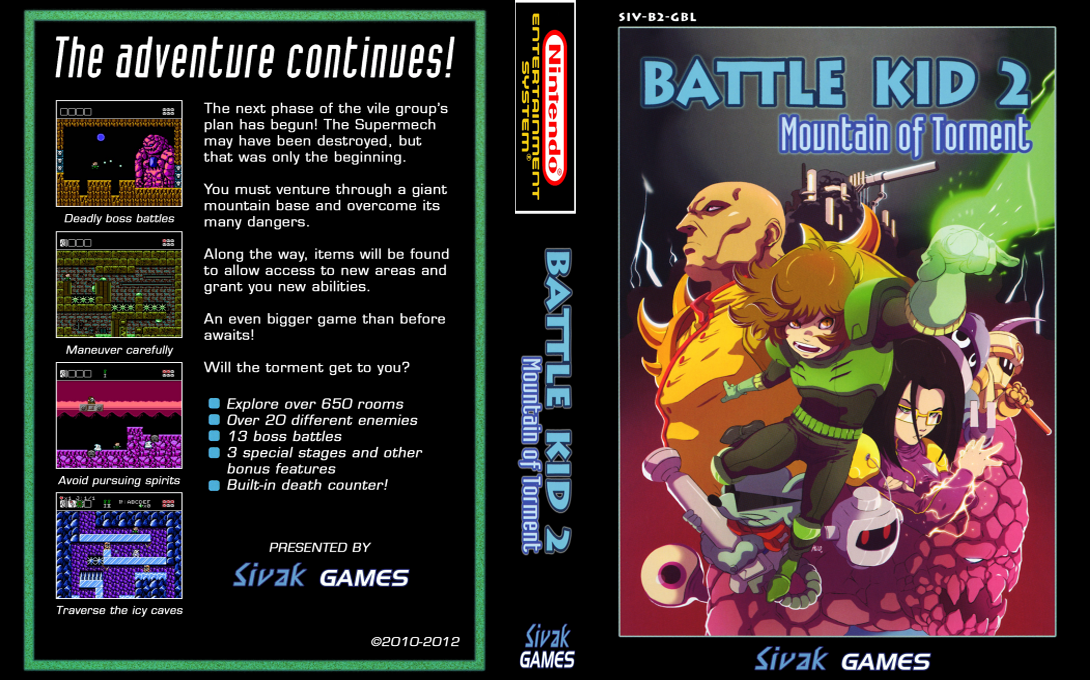 The adventure continues!
The next phase of the vile group's
plan has begun! The Supermech
may have been destroyed, but
that was only the beginning.
You must venture through a giant
mountain base and overcome its
many dangers.
Along the way, items will be found
to allow access to new areas and
grant you new abilities.
An even bigger game than before
awaits!
Will the torment get to you?
Explore over 650 rooms
Over 20 different enemies
13 boss battles
3 special stages and other
bonus features
Built-in death counter!
PRESENTED BY
Sivak GAMES
©2010-2012
Deadly boss battles
Maneuver carefully
Avoid pursuing spirits
Traverse the icy caves
Nintendo®
ENTERTAINMENT
SYSTEM®
BATTLE KID 2
Mountain of Torment
Sivak
GAMES
SIV-B2-GBL
BATTLE KID 2
Mountain of Torment
Sivak GAMES